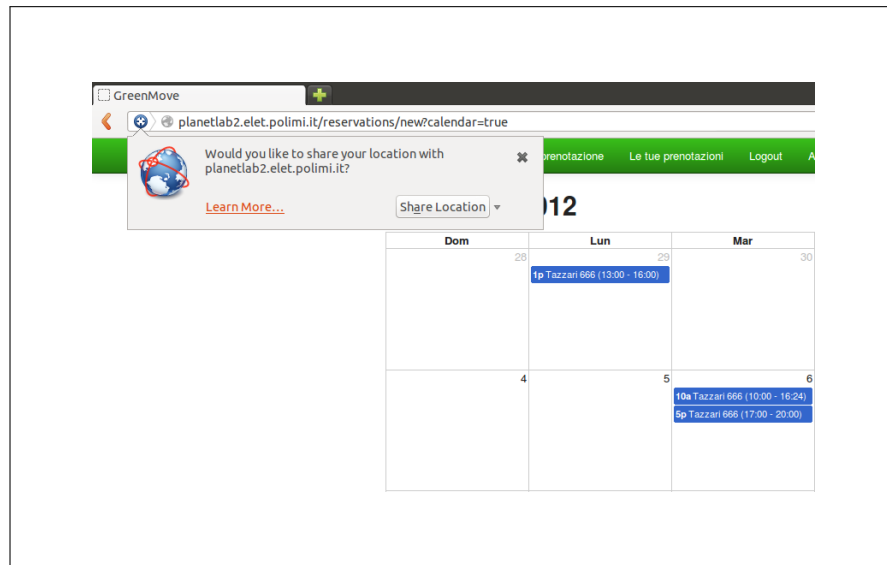 GreenMove
planetlab2.elet.polimi.it/reservations/new?calendar=true
Would you like to share your location with
planetlab2.elet.polimi.it?
Learn More...
Share Location
prenotazione Le tue prenotazioni Logout A
012
Dom Lun Mar
28 29 30
1p Tazzari 666 (13:00 - 16:00)
4 5 6
10a Tazzari 666 (10:00 - 16:24)
5p Tazzari 666 (17:00 - 20:00)